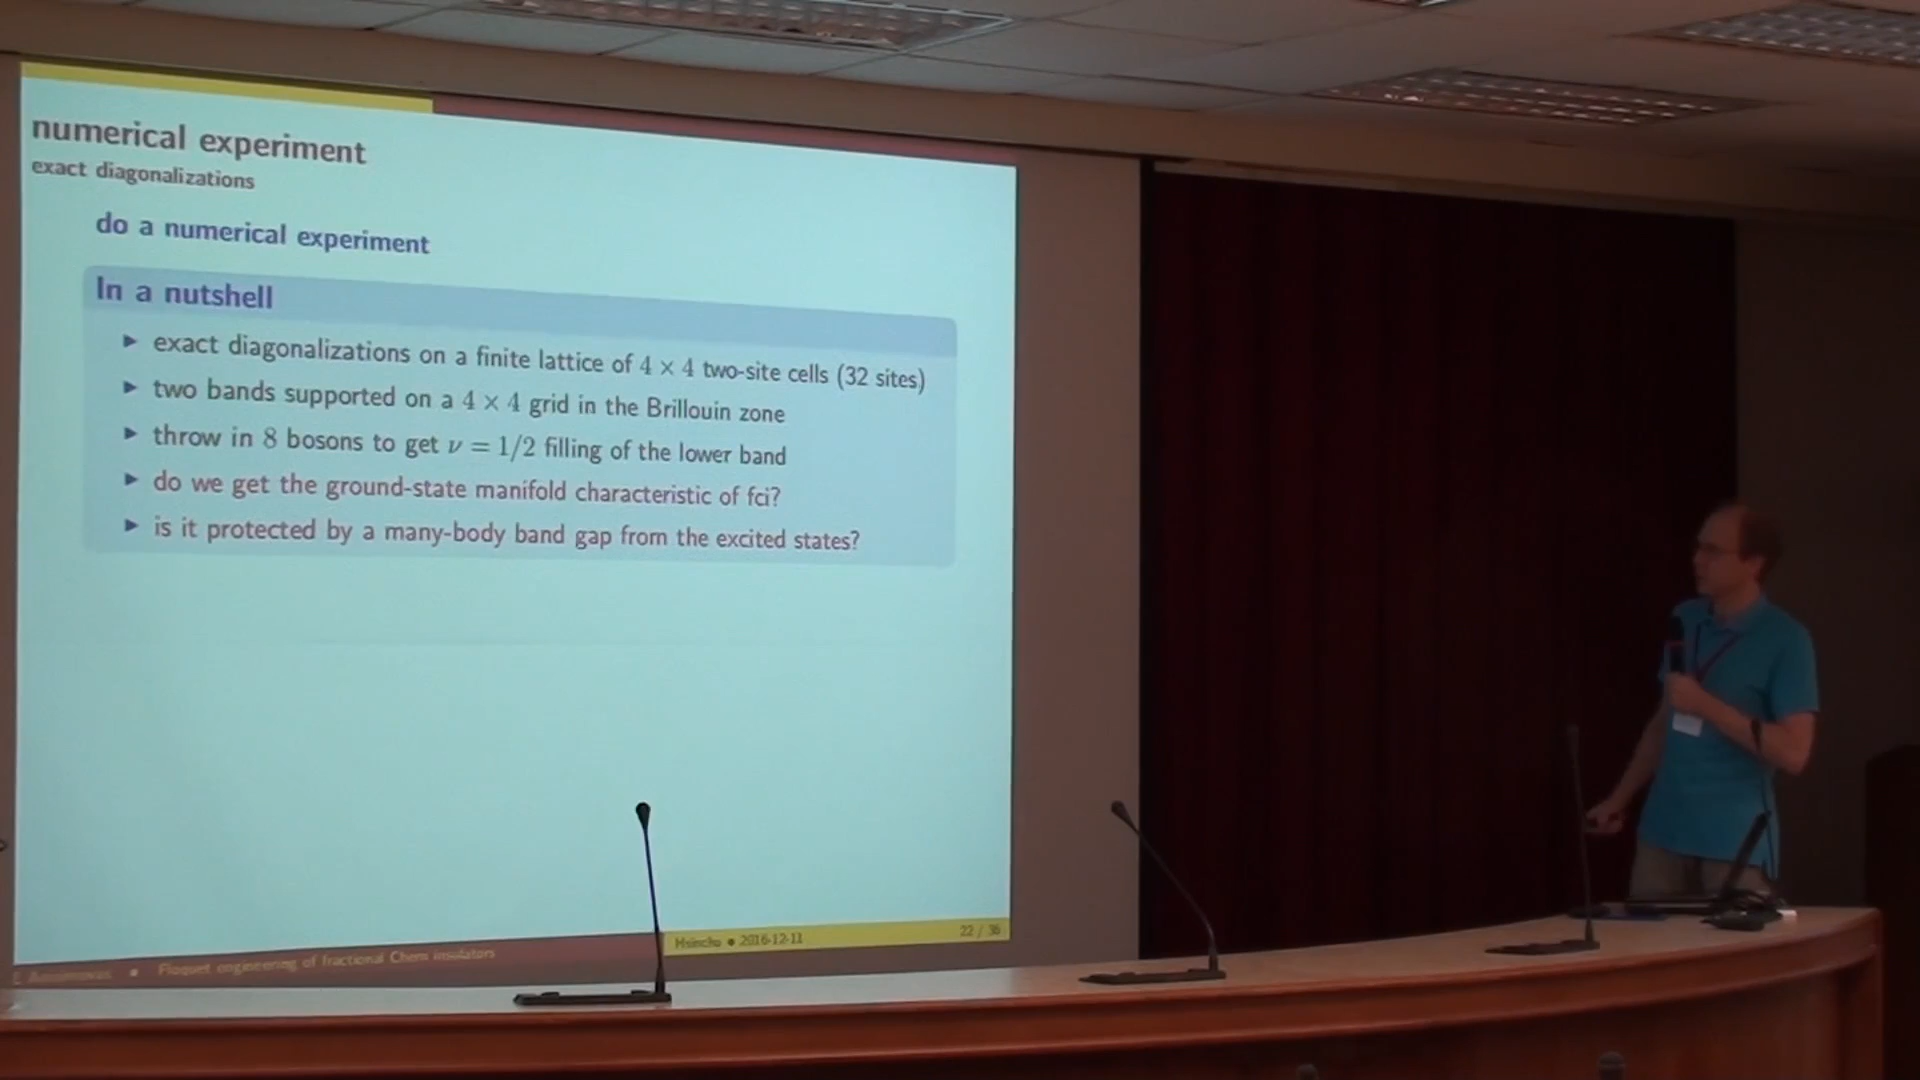 numerical experiment
exact diagonalizations
do a numerical experiment
In a nutshell
► exact diagonalizations on a finite lattice of 4 × 4 two-site cells (32 sites)
► two bands supported on a 4 × 4 grid in the Brillouin zone
► throw in 8 bosons to get ν = 1/2 filling of the lower band
► do we get the ground-state manifold characteristic of fci?
► is it protected by a many-body band gap from the excited states?
Floquet engineering of fractional Chern insulators
Hsinchu • 2016-12-11
22 / 36